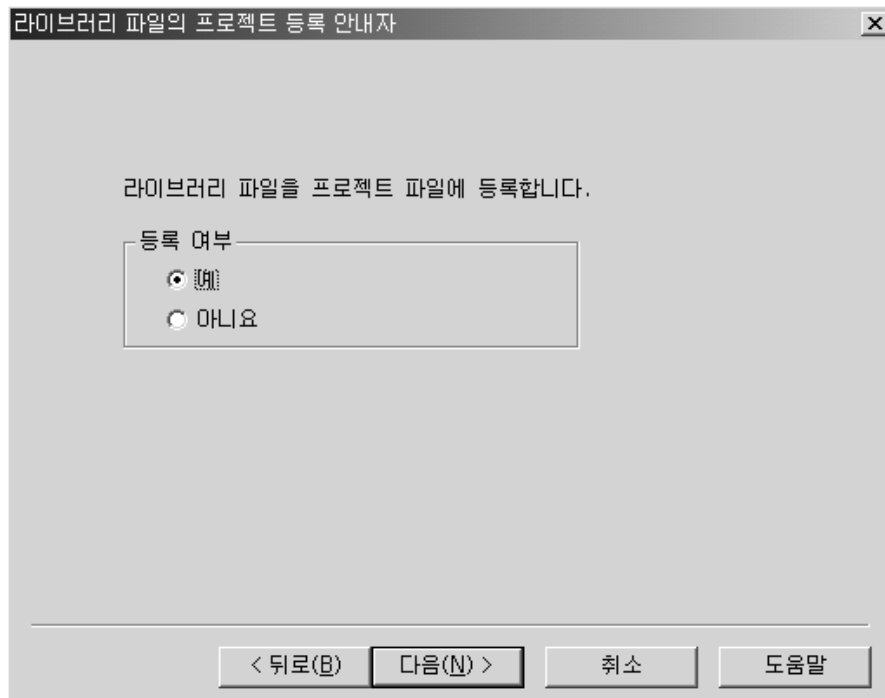 라이브러리 파일의 프로젝트 등록 안내자
라이브러리 파일을 프로젝트 파일에 등록합니다.
등록 여부
예
아니요
< 뒤로(B) 다음(N) > 취소 도움말